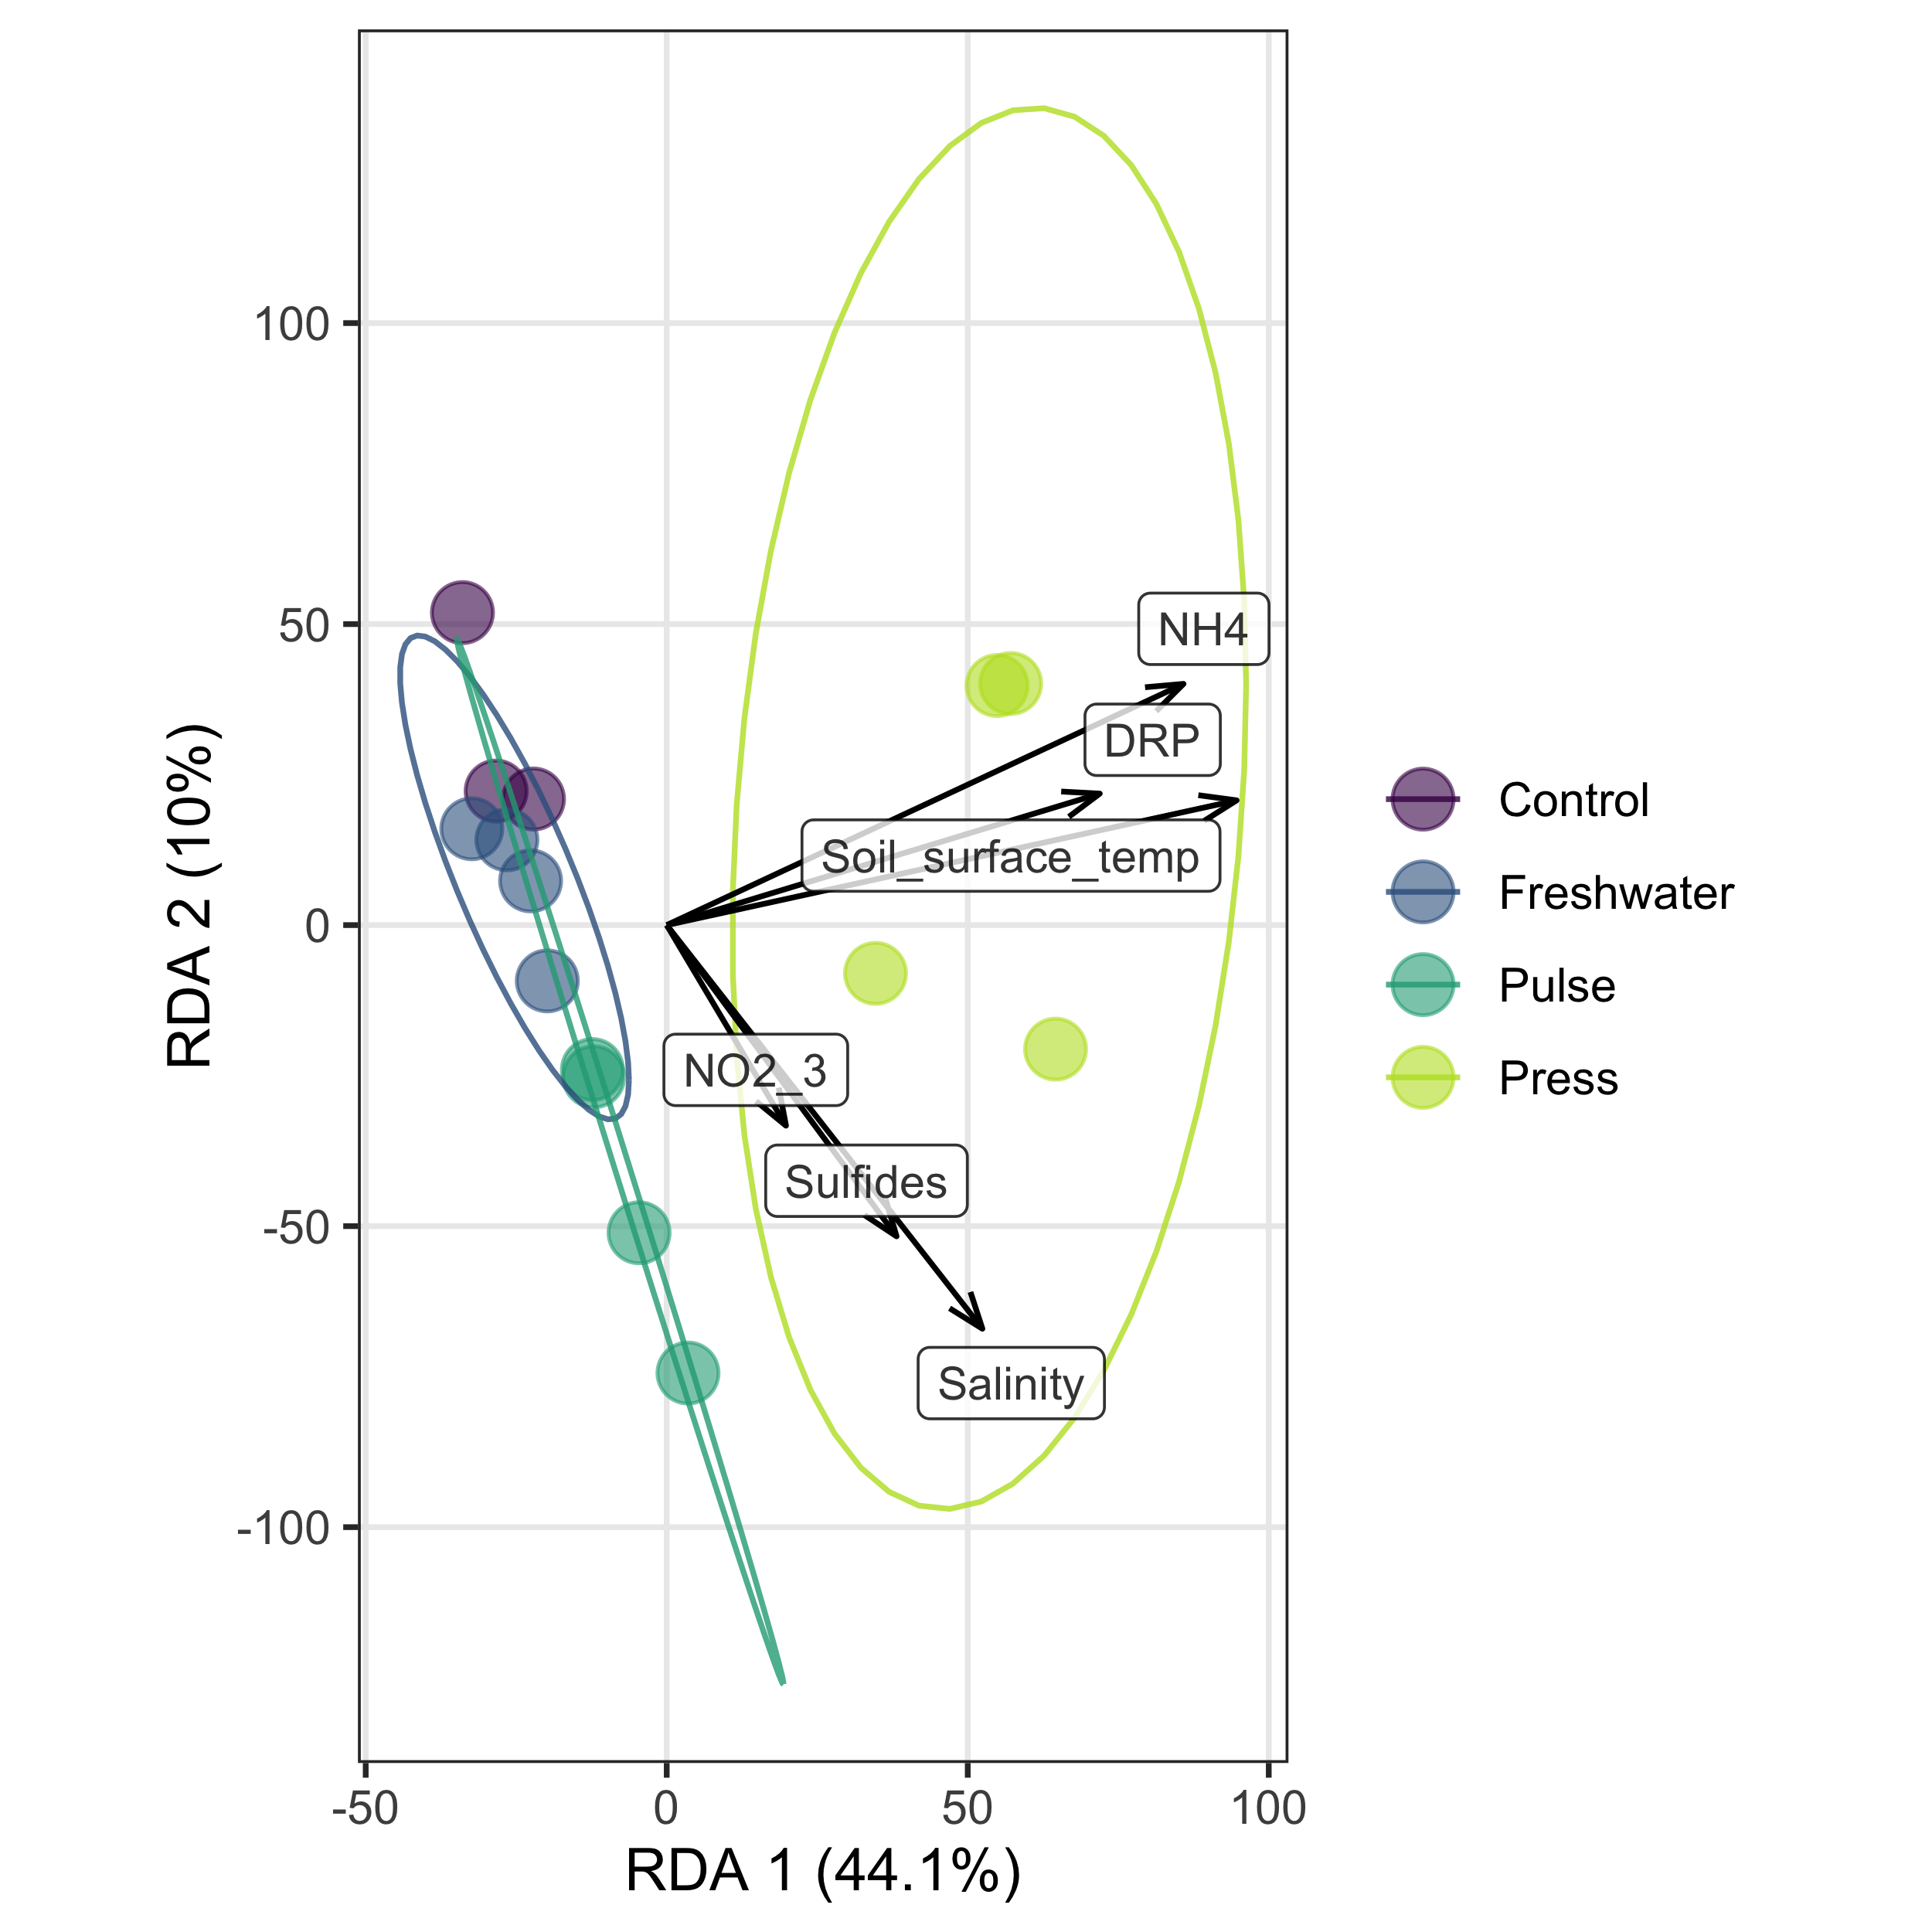 RDA 2 (10%)
100
50
0
-50
-100
NH4
DRP
Soil_surface_temp
NO2_3
Sulfides
Salinity
-50
0
50
100
RDA 1 (44.1%)
Control
Freshwater
Pulse
Press